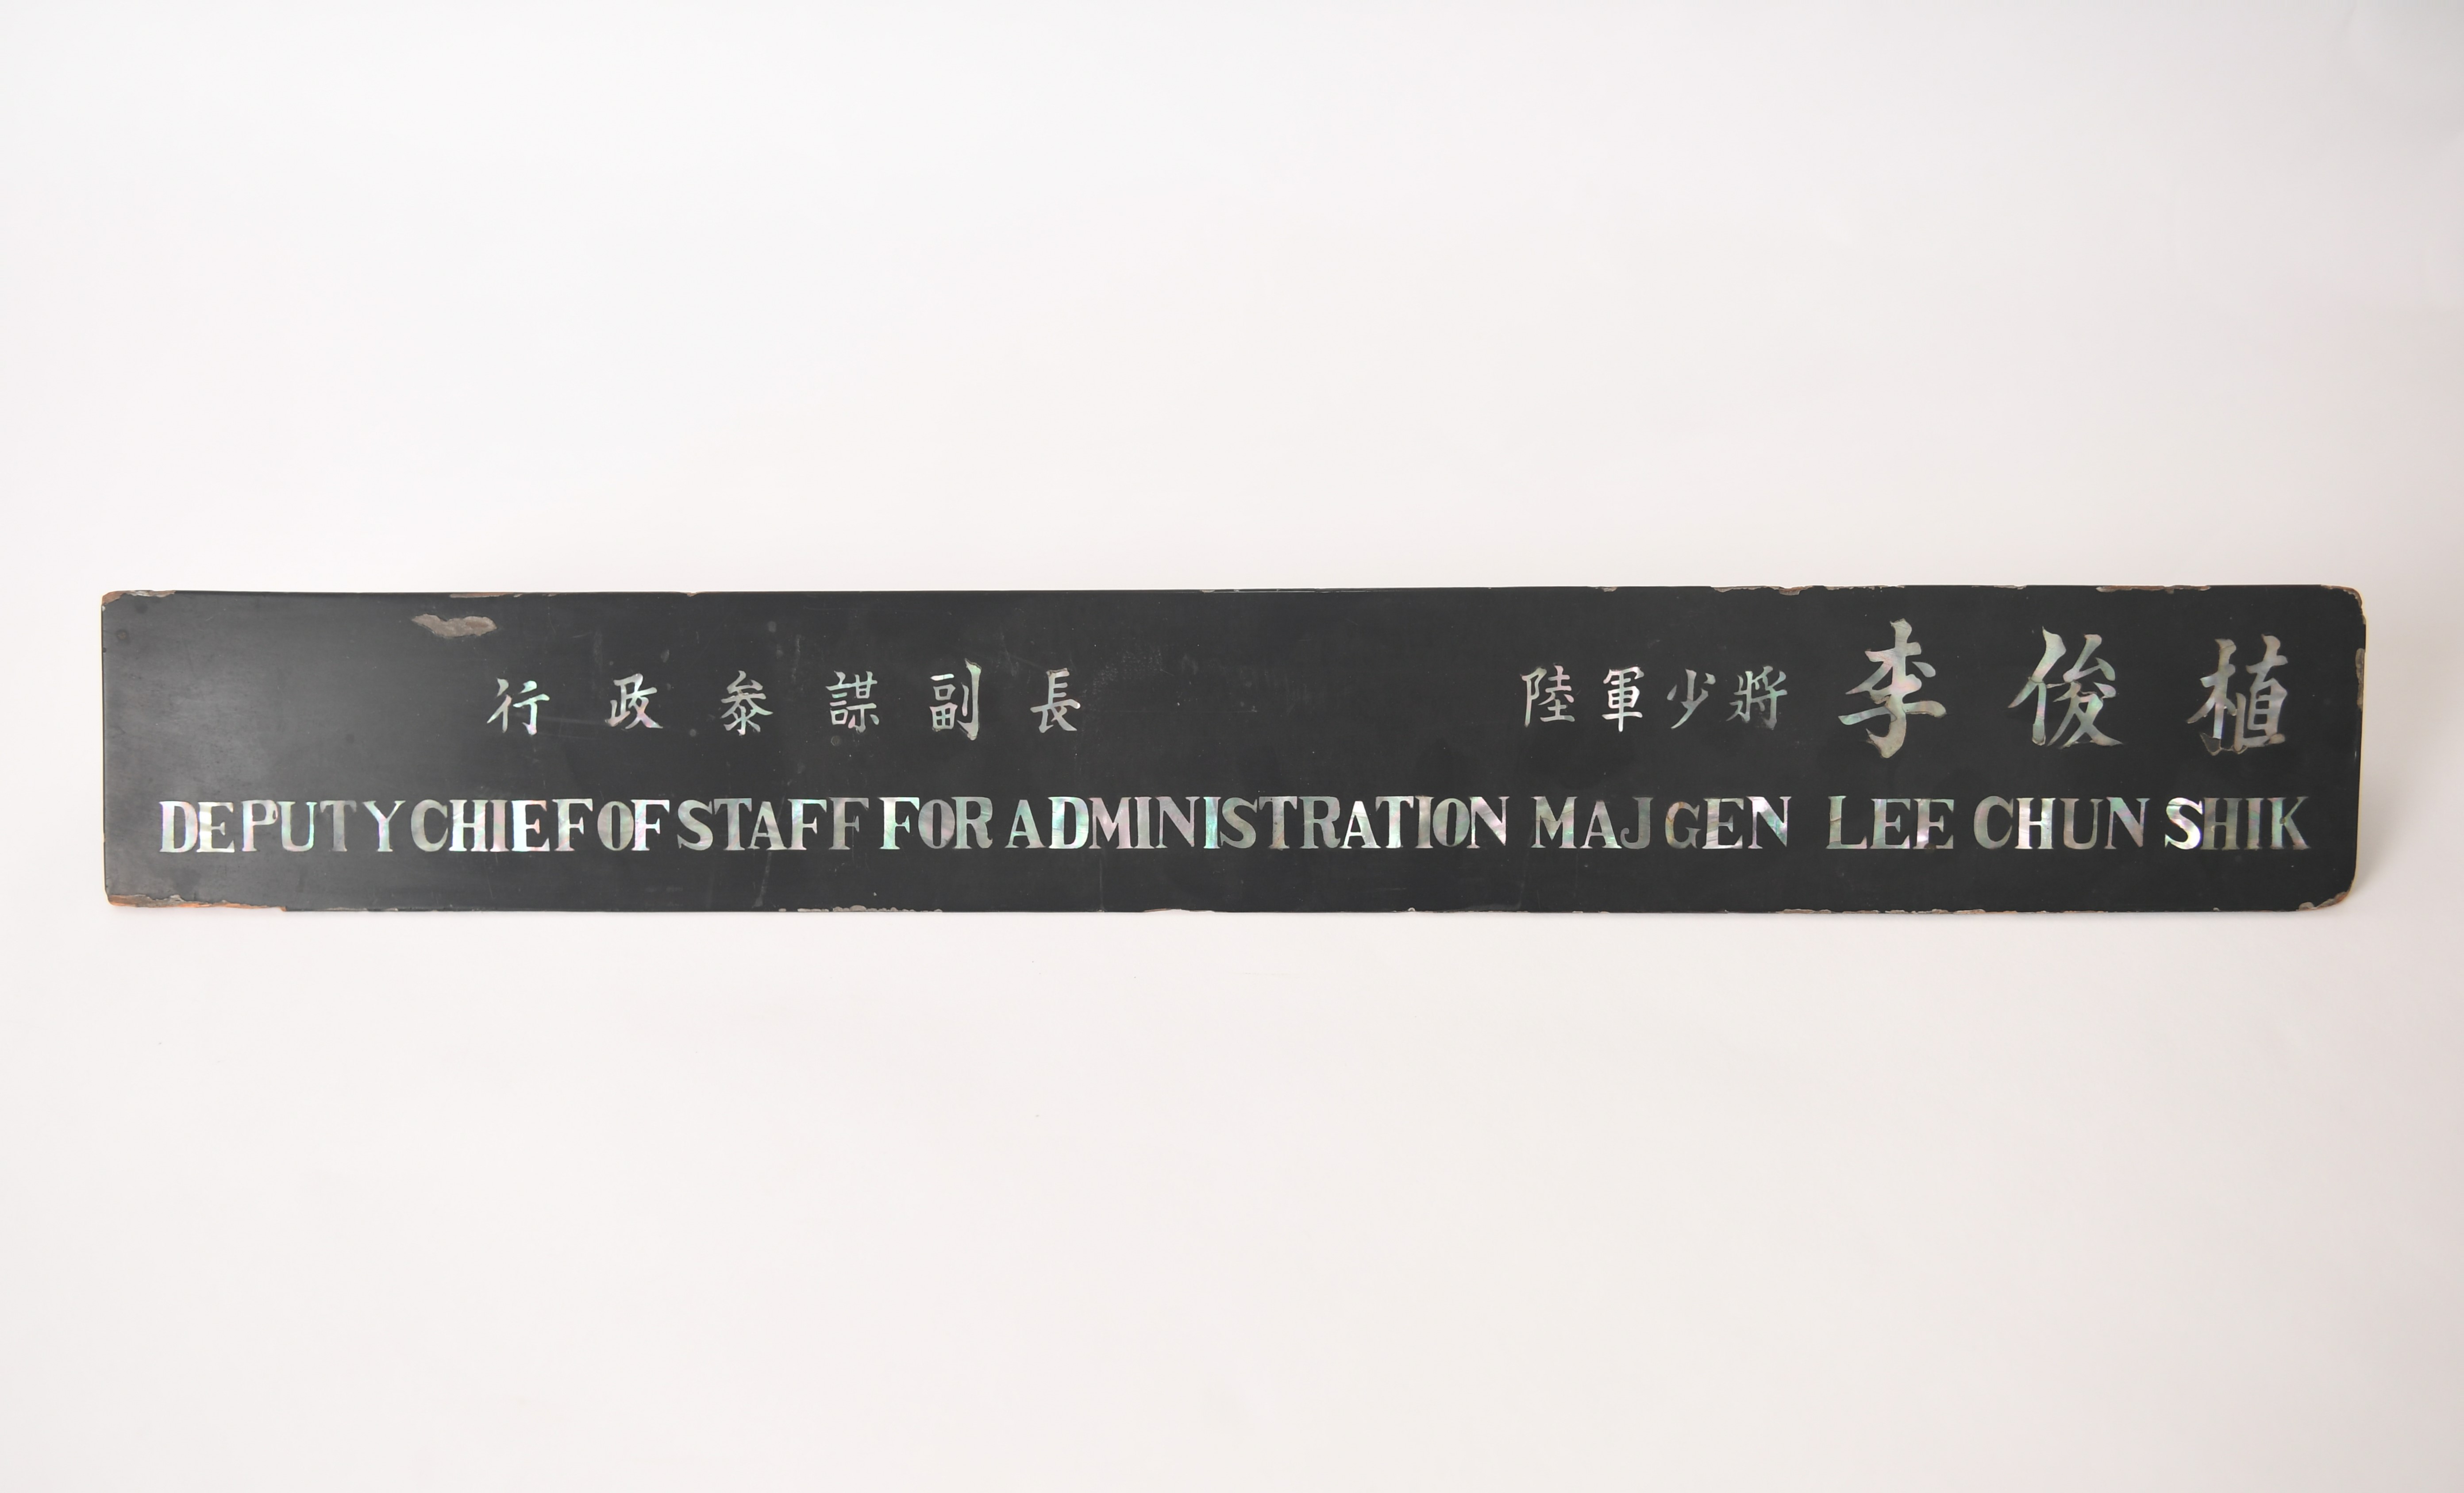 行政参謀副長 陸軍少將 李俊植
DEPUTY CHIEF OF STAFF FOR ADMINISTRATION MAJ GEN LEE CHUN SHIK